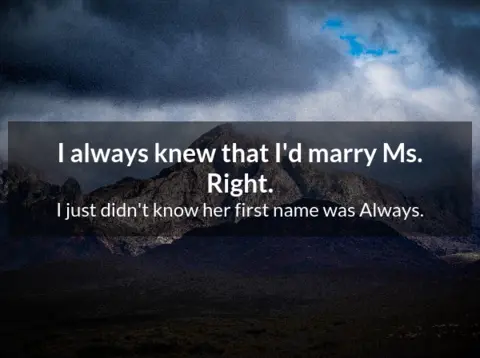 I always knew that I'd marry Ms.
Right.
I just didn't know her first name was Always.